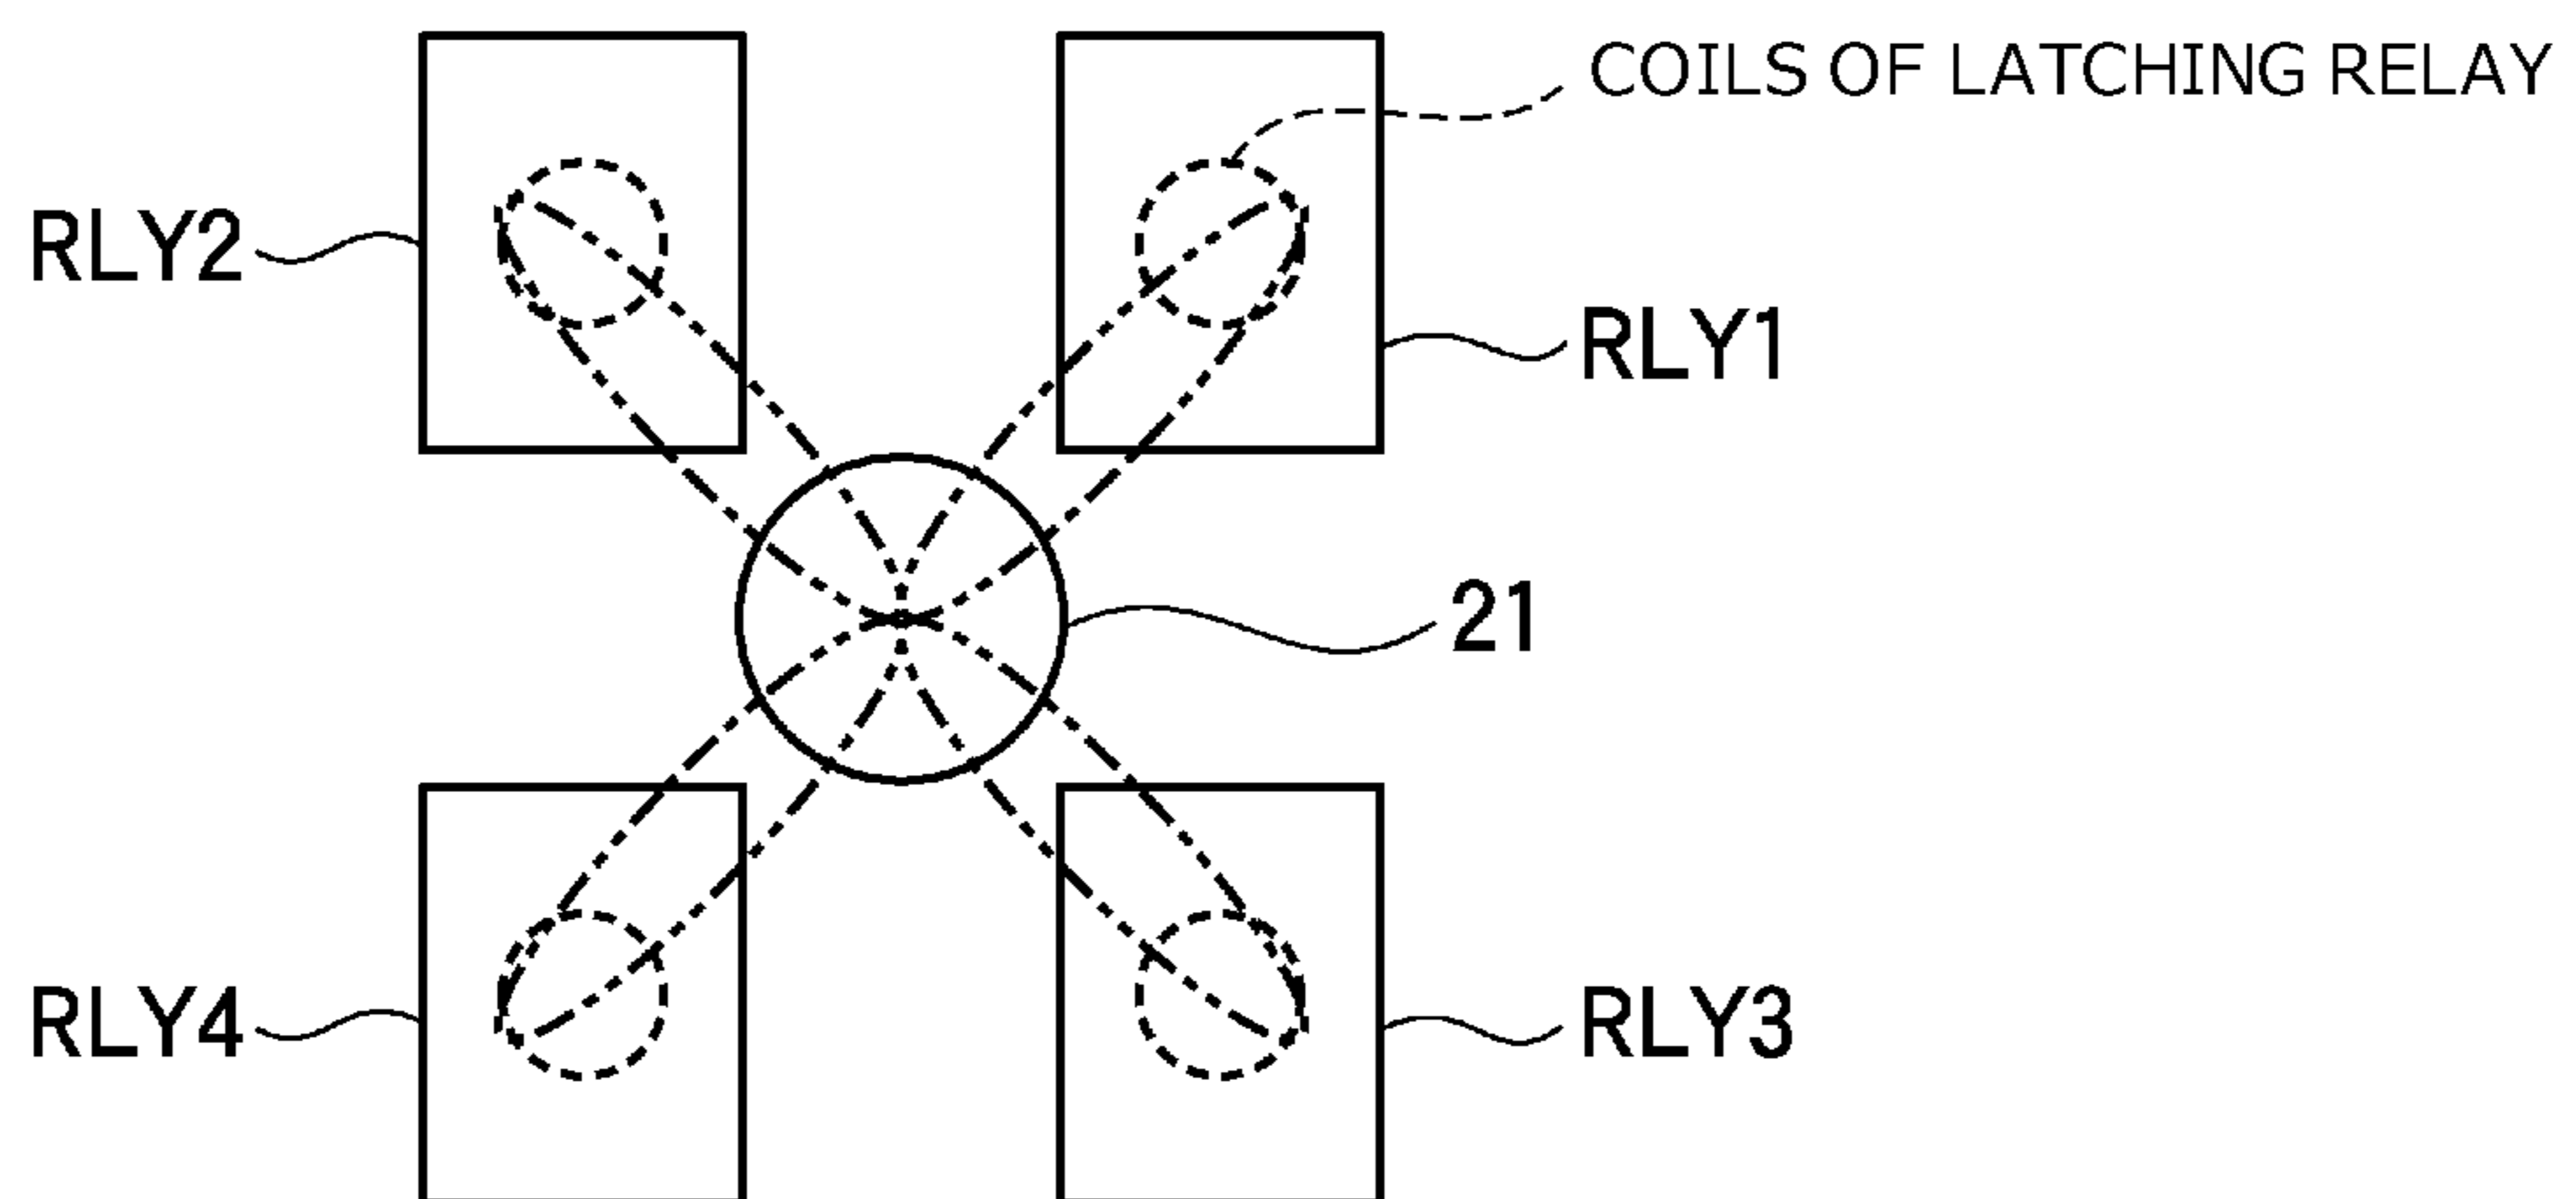 COILS OF LATCHING RELAY
RLY2
RLY1
21
RLY4
RLY3